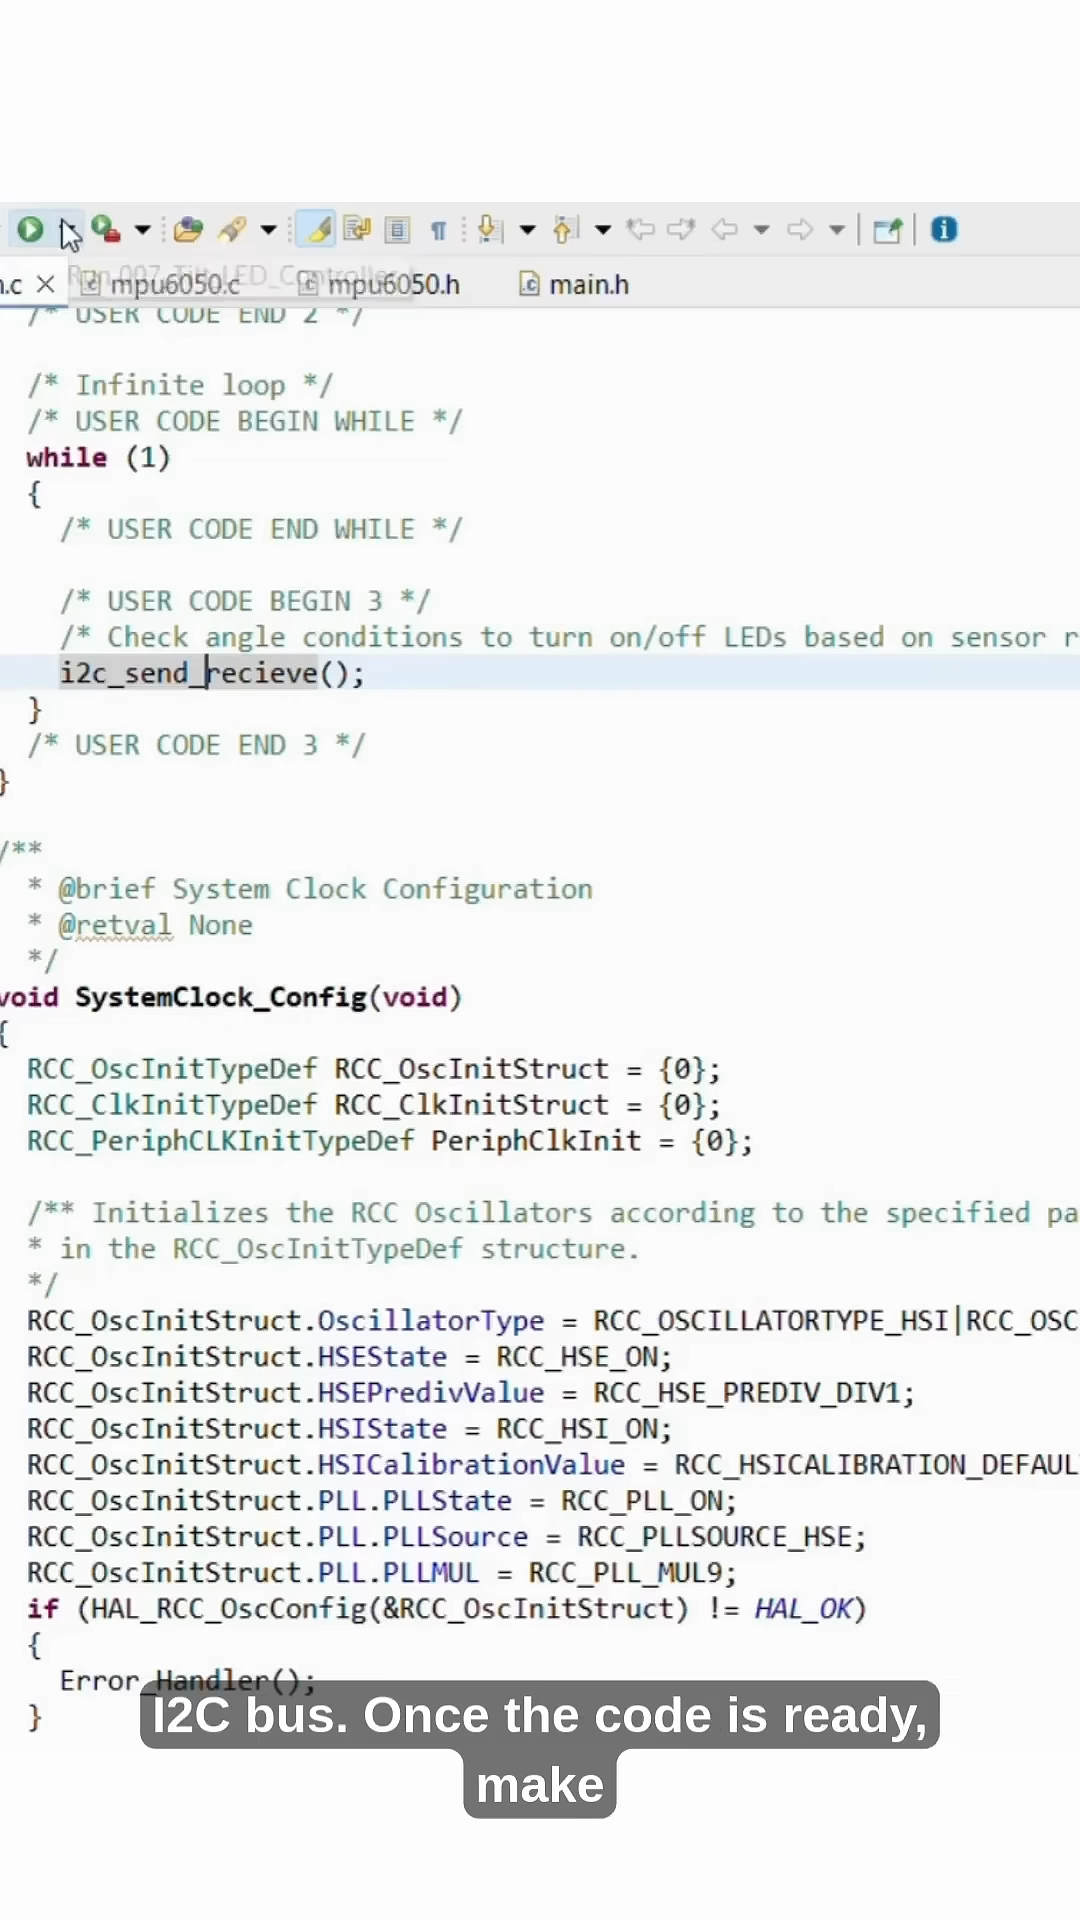 Run 007_Tilt_LED_Controller
.c
mpu6050.c
mpu6050.h
main.h
/* USER CODE END 2 */
/* Infinite loop */
/* USER CODE BEGIN WHILE */
while (1)
{
/* USER CODE END WHILE */
/* USER CODE BEGIN 3 */
/* Check angle conditions to turn on/off LEDs based on sensor r
i2c_send_recieve();
}
/* USER CODE END 3 */
}
/**
* @brief System Clock Configuration
* @retval None
*/
void SystemClock_Config(void)
{
RCC_OscInitTypeDef RCC_OscInitStruct = {0};
RCC_ClkInitTypeDef RCC_ClkInitStruct = {0};
RCC_PeriphCLKInitTypeDef PeriphClkInit = {0};
/** Initializes the RCC Oscillators according to the specified pa
* in the RCC_OscInitTypeDef structure.
*/
RCC_OscInitStruct.OscillatorType = RCC_OSCILLATORTYPE_HSI|RCC_OSC
RCC_OscInitStruct.HSEState = RCC_HSE_ON;
RCC_OscInitStruct.HSEPredivValue = RCC_HSE_PREDIV_DIV1;
RCC_OscInitStruct.HSIState = RCC_HSI_ON;
RCC_OscInitStruct.HSICalibrationValue = RCC_HSICALIBRATION_DEFAUL
RCC_OscInitStruct.PLL.PLLState = RCC_PLL_ON;
RCC_OscInitStruct.PLL.PLLSource = RCC_PLLSOURCE_HSE;
RCC_OscInitStruct.PLL.PLLMUL = RCC_PLL_MUL9;
if (HAL_RCC_OscConfig(&RCC_OscInitStruct) != HAL_OK)
{
Error_Handler();
}
I2C bus. Once the code is ready,
make